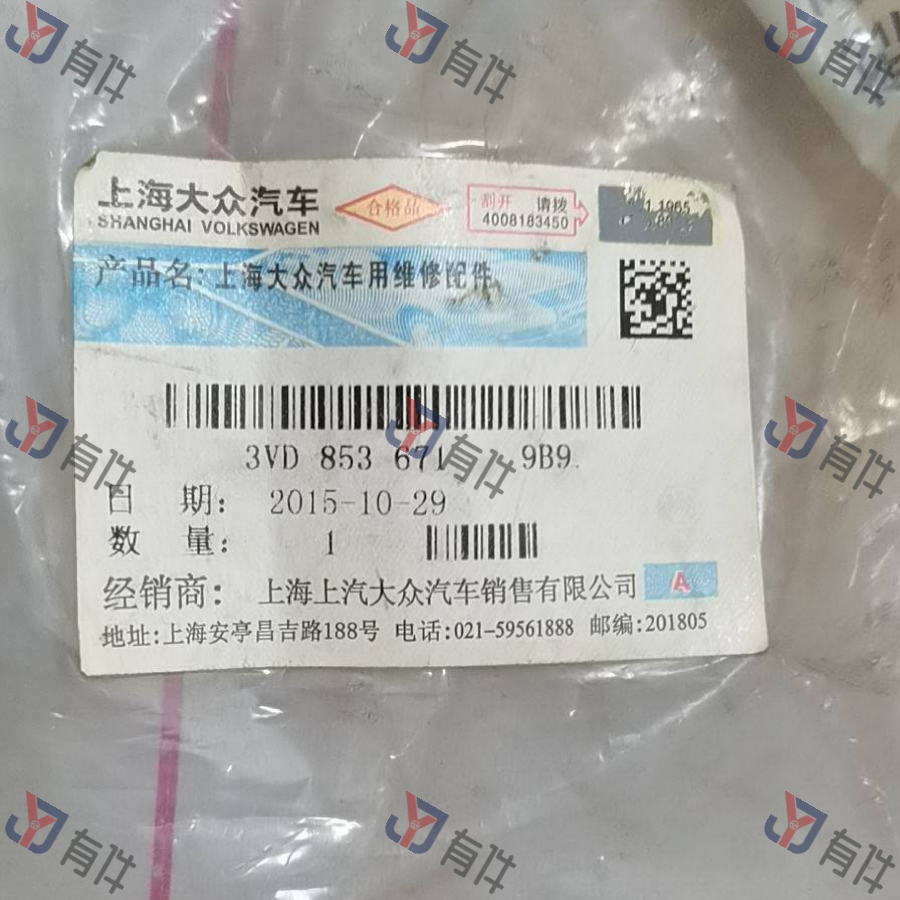 上海大众汽车
SHANGHAI VOLKSWAGEN
合格品
刮开 请拨
4008183450
产品名: 上海大众汽车用维修配件
3VD 853 671 9B9
日 期: 2015-10-29
数 量: 1
经销商: 上海上汽大众汽车销售有限公司 A
地址:上海安亭昌吉路188号 电话:021-59561888 邮编:201805
有件
有件
有件
有件
有件
有件
有件
有件
有件